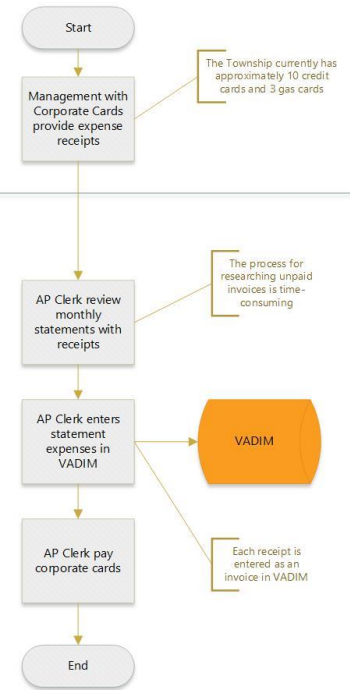 Start
The Township currently has
approximately 10 credit
cards and 3 gas cards
Management with
Corporate Cards
provide expense
receipts
The process for
researching unpaid
invoices is time-
consuming
AP Clerk review
monthly
statements with
receipts
AP Clerk enters
statement
expenses in
VADIM
VADIM
AP Clerk pay
corporate cards
Each receipt is
entered as an
invoice in VADIM
End